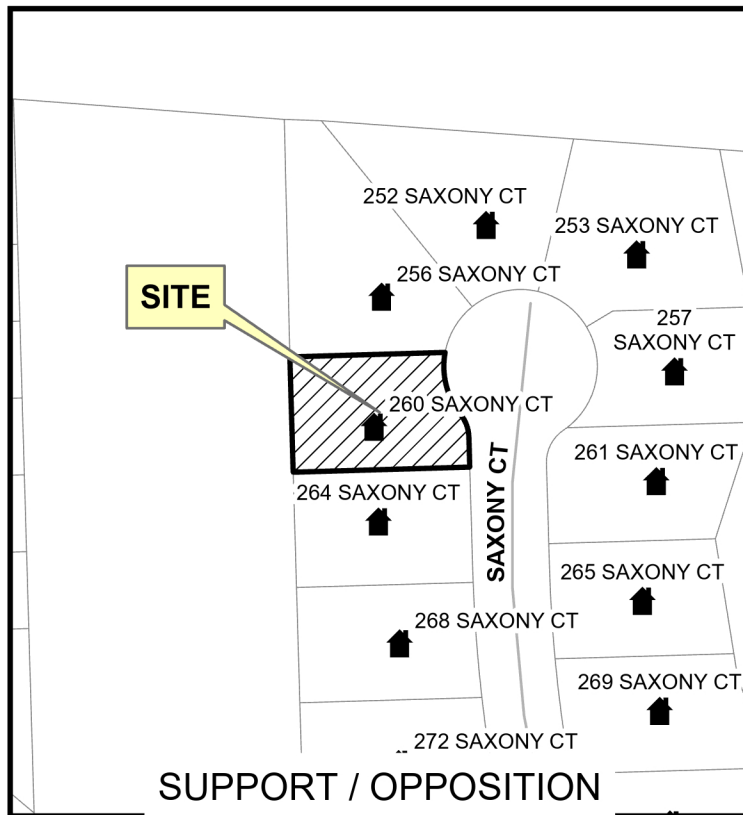 252 SAXONY CT
253 SAXONY CT
256 SAXONY CT
SITE
257
SAXONY CT
260 SAXONY CT
261 SAXONY CT
264 SAXONY CT
SAXONY CT
265 SAXONY CT
268 SAXONY CT
269 SAXONY CT
272 SAXONY CT
SUPPORT / OPPOSITION